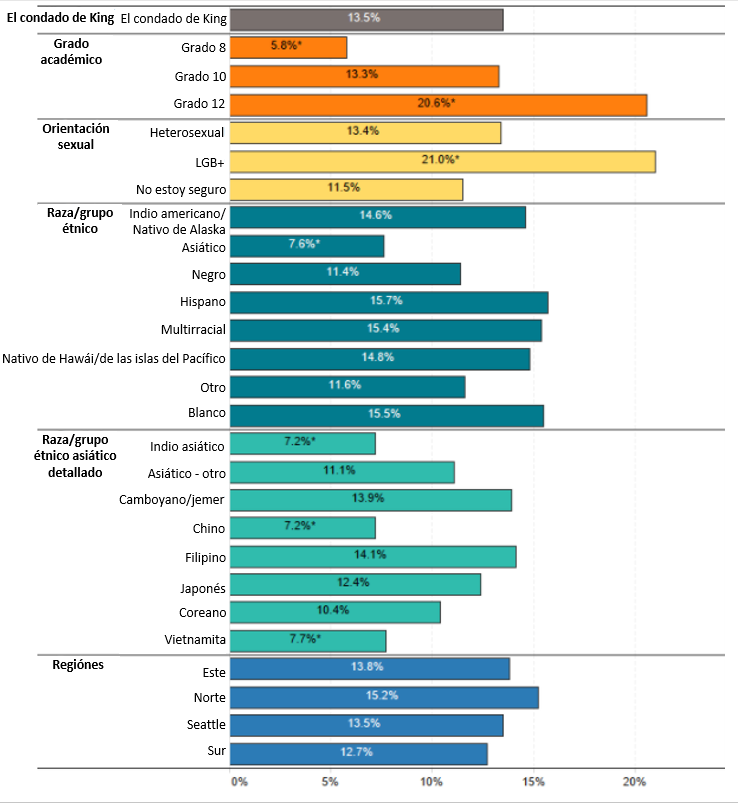 El condado de King El condado de King 13.5%
Grado
académico
Grado 8 5.8%*
Grado 10 13.3%
Grado 12 20.6%*
Orientación
sexual
Heterosexual 13.4%
LGB+ 21.0%*
No estoy seguro 11.5%
Raza/grupo
étnico
Indio americano/
Nativo de Alaska 14.6%
Asiático 7.6%*
Negro 11.4%
Hispano 15.7%
Multirracial 15.4%
Nativo de Hawái/de las islas del Pacífico 14.8%
Otro 11.6%
Blanco 15.5%
Raza/grupo
étnico asiático
detallado
Indio asiático 7.2%*
Asiático - otro 11.1%
Camboyano/jemer 13.9%
Chino 7.2%*
Filipino 14.1%
Japonés 12.4%
Coreano 10.4%
Vietnamita 7.7%*
Regiónes
Este 13.8%
Norte 15.2%
Seattle 13.5%
Sur 12.7%
0% 5% 10% 15% 20%